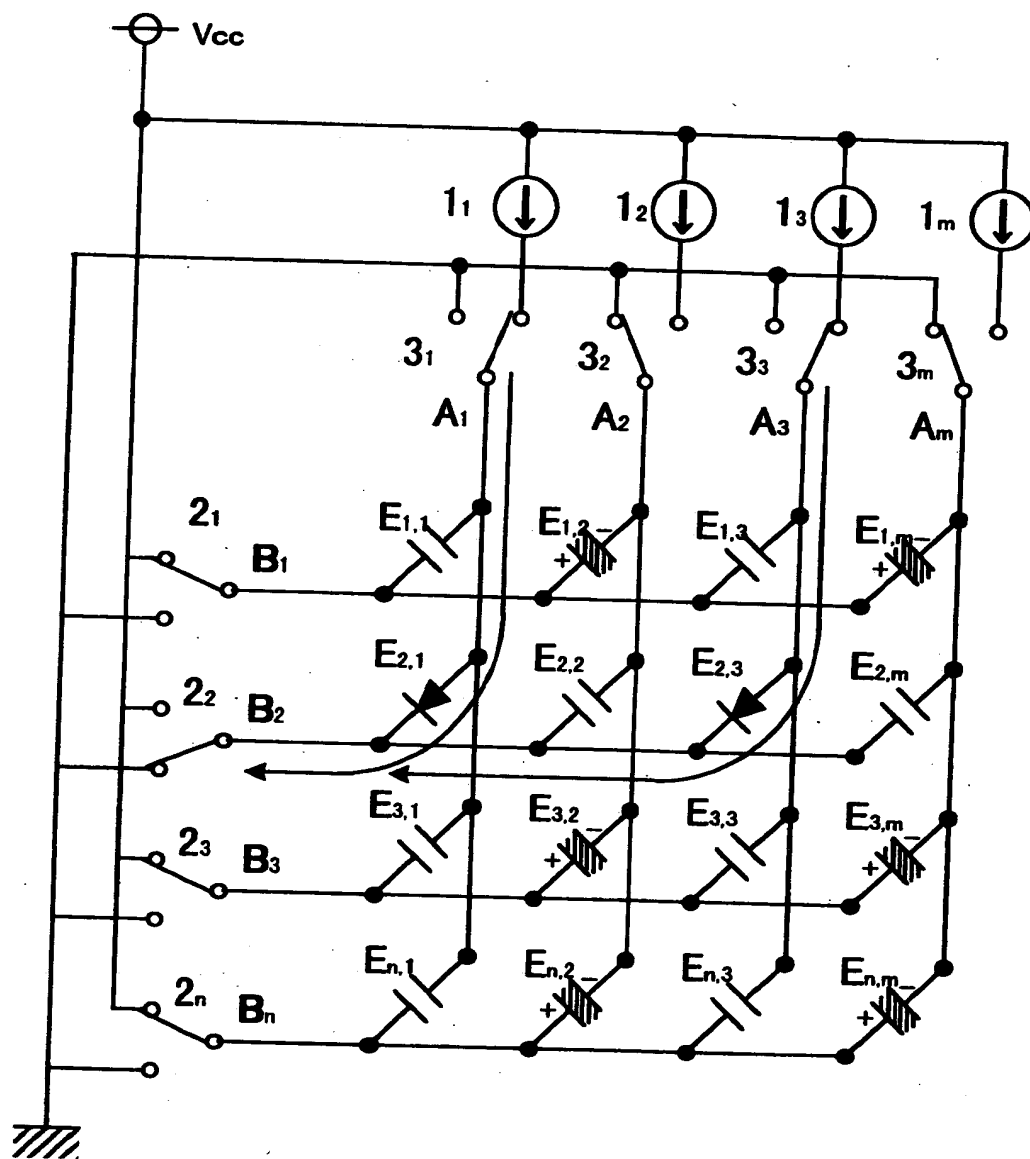 Vcc
1₁ 1₂ 1₃ 1ₘ
3₁ 3₂ 3₃ 3ₘ
A₁ A₂ A₃ Aₘ
2₁ B₁ E₁,₁ E₁,₂ E₁,₃ E₁,ₘ
+ − + −
2₂ B₂ E₂,₁ E₂,₂ E₂,₃ E₂,ₘ
2₃ B₃ E₃,₁ E₃,₂ E₃,₃ E₃,ₘ
+ − + −
2ₙ Bₙ Eₙ,₁ Eₙ,₂ Eₙ,₃ Eₙ,ₘ
+ − + −